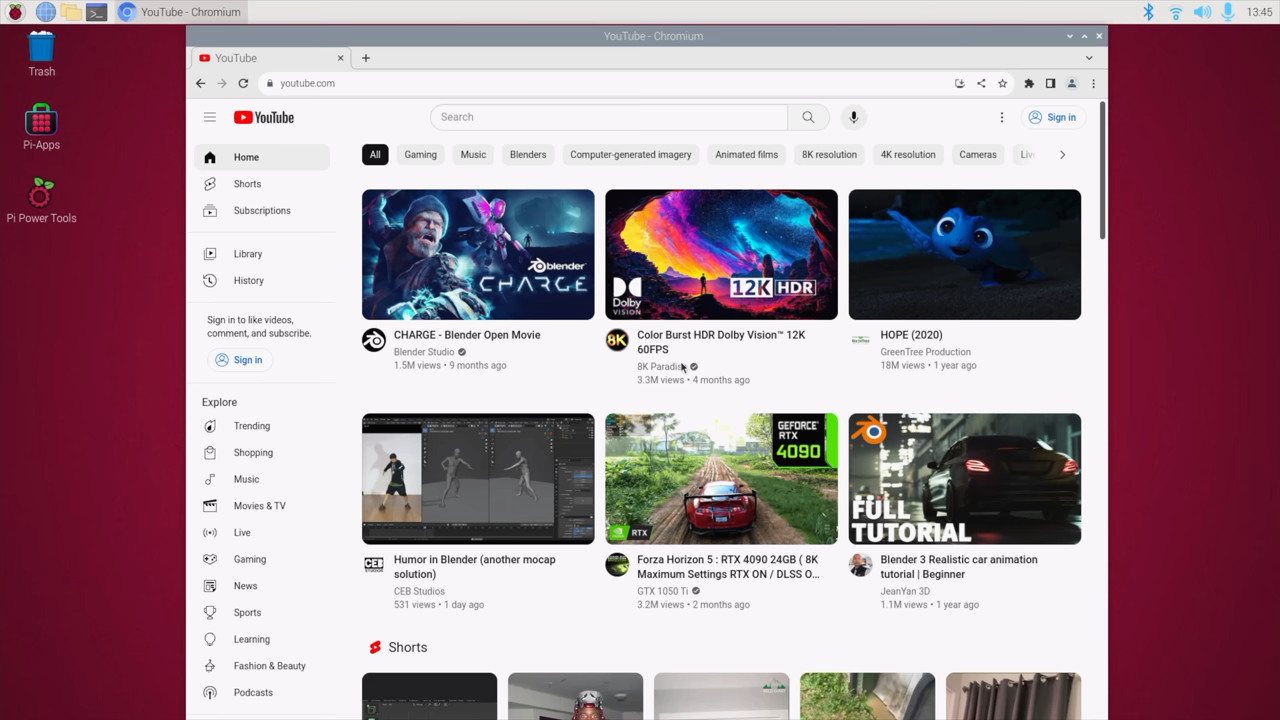 YouTube - Chromium
13:45
Trash
Pi-Apps
Pi Power Tools
YouTube - Chromium
YouTube
youtube.com
YouTube
Search
Sign in
Home
Shorts
Subscriptions
Library
History
Sign in to like videos,
comment, and subscribe.
Sign in
Explore
Trending
Shopping
Music
Movies & TV
Live
Gaming
News
Sports
Learning
Fashion & Beauty
Podcasts
All
Gaming
Music
Blenders
Computer-generated imagery
Animated films
8K resolution
4K resolution
Cameras
blender
CHARGE
CHARGE - Blender Open Movie
Blender Studio
1.5M views • 9 months ago
Dolby
VISION
12K HDR
8K
Color Burst HDR Dolby Vision™ 12K
60FPS
8K Paradise
3.3M views • 4 months ago
HOPE (2020)
GreenTree Production
18M views • 1 year ago
CEB
Humor in Blender (another mocap
solution)
CEB Studios
531 views • 1 day ago
GEFORCE
RTX
4090
RTX
Forza Horizon 5 : RTX 4090 24GB ( 8K
Maximum Settings RTX ON / DLSS O...
GTX 1050 Ti
3.2M views • 2 months ago
FULL
TUTORIAL
Blender 3 Realistic car animation
tutorial | Beginner
JeanYan 3D
1.1M views • 1 year ago
Shorts